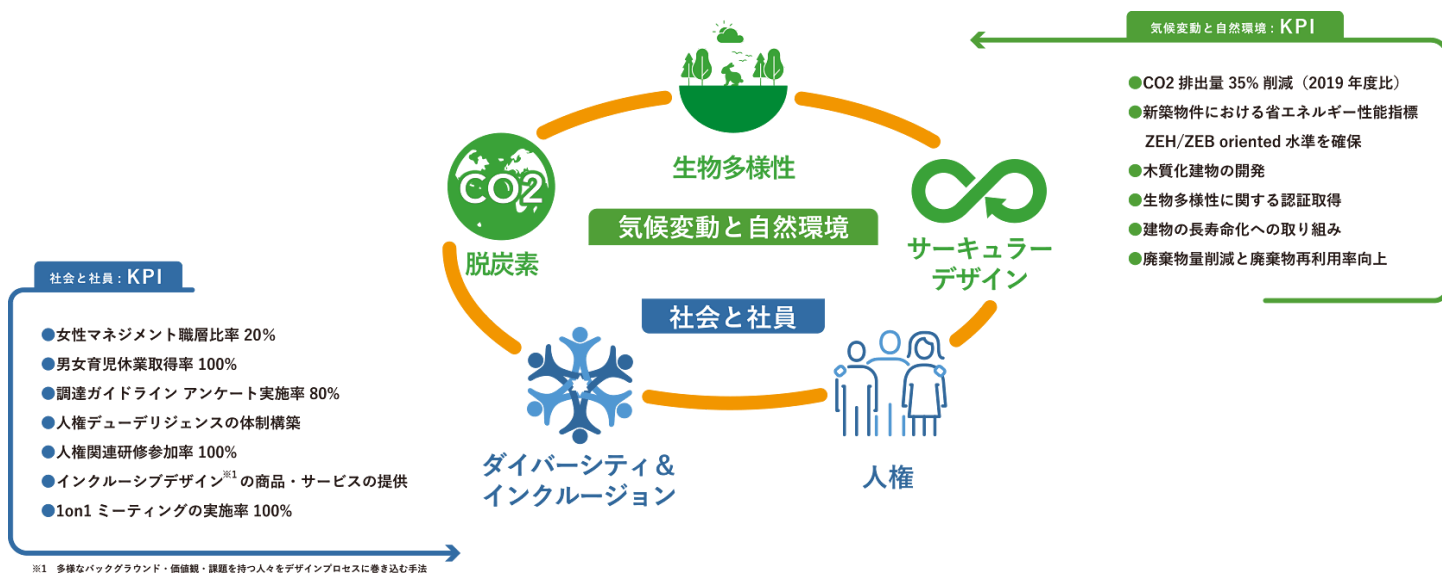 気候変動と自然環境 : KPI
●CO2 排出量 35% 削減（2019 年度比）
●新築物件における省エネルギー性能指標
ZEH/ZEB oriented 水準を確保
●木質化建物の開発
●生物多様性に関する認証取得
●建物の長寿命化への取り組み
●廃棄物量削減と廃棄物再利用率向上
生物多様性
CO2
脱炭素
気候変動と自然環境
サーキュラー
デザイン
社会と社員
ダイバーシティ＆
インクルージョン
人権
社会と社員 : KPI
●女性マネジメント職層比率 20%
●男女育児休業取得率 100%
●調達ガイドライン アンケート実施率 80%
●人権デューデリジェンスの体制構築
●人権関連研修参加率 100%
●インクルーシブデザイン※1 の商品・サービスの提供
●1on1 ミーティングの実施率 100%
※1 多様なバックグラウンド・価値観・課題を持つ人々をデザインプロセスに巻き込む手法